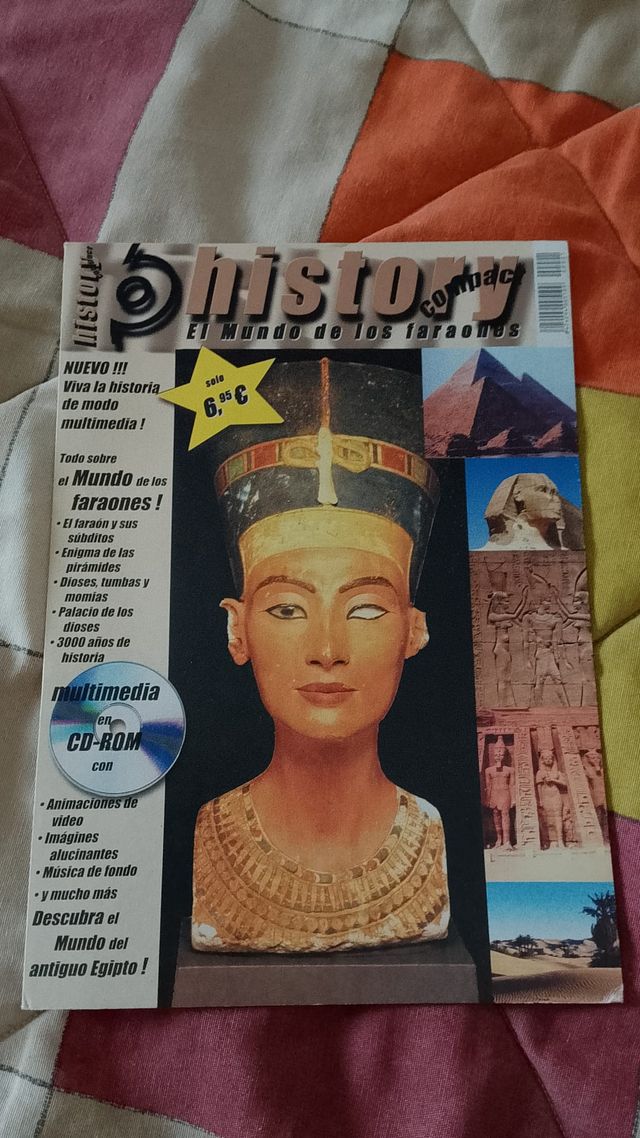 history
history
compact
El Mundo de los faraones
NUEVO !!!
Viva la historia
de modo
multimedia !
solo
6,95 €
Todo sobre
el Mundo de los
faraones !
• El faraón y sus
súbditos
• Enigma de las
pirámides
• Dioses, tumbas y
momias
• Palacio de los
dioses
• 3000 años de
historia
multimedia
en
CD-ROM
con
• Animaciones de
video
• Imágines
alucinantes
• Música de fondo
• y mucho más
Descubra el
Mundo del
antiguo Egipto !